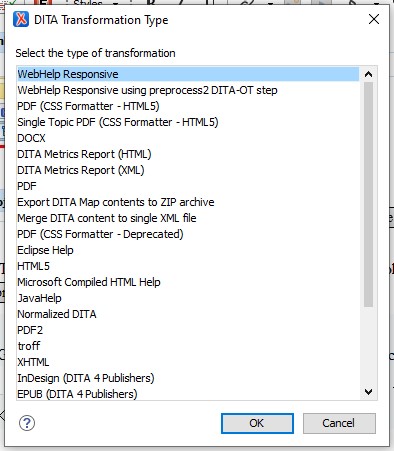 Styles
DITA Transformation Type
Select the type of transformation
WebHelp Responsive
WebHelp Responsive using preprocess2 DITA-OT step
PDF (CSS Formatter - HTML5)
Single Topic PDF (CSS Formatter - HTML5)
DOCX
DITA Metrics Report (HTML)
DITA Metrics Report (XML)
PDF
Export DITA Map contents to ZIP archive
Merge DITA content to single XML file
PDF (CSS Formatter - Deprecated)
Eclipse Help
HTML5
Microsoft Compiled HTML Help
JavaHelp
Normalized DITA
PDF2
troff
XHTML
InDesign (DITA 4 Publishers)
EPUB (DITA 4 Publishers)
OK
Cancel